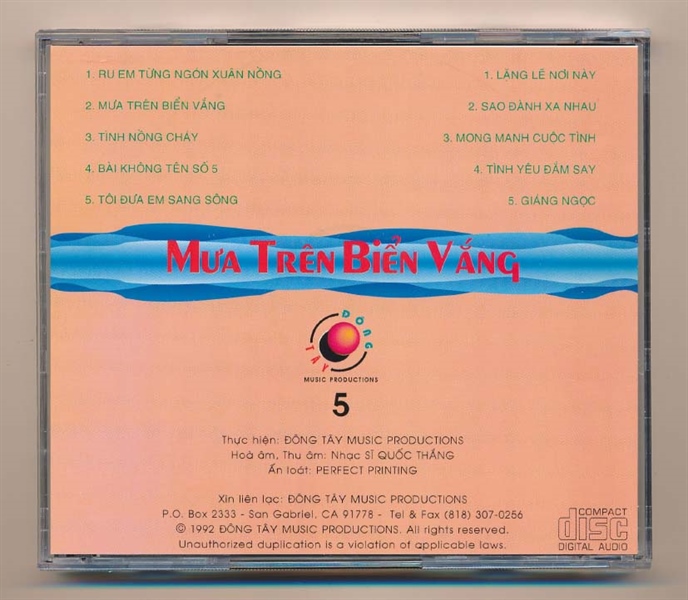 1. RU EM TỪNG NGÓN XUÂN NỒNG
2. MƯA TRÊN BIỂN VẮNG
3. TÌNH NỒNG CHÁY
4. BÀI KHÔNG TÊN SỐ 5
5. TÔI ĐƯA EM SANG SÔNG
1. LẶNG LẼ NƠI NÀY
2. SAO ĐÀNH XA NHAU
3. MONG MANH CUỘC TÌNH
4. TÌNH YÊU ĐẮM SAY
5. GIÁNG NGỌC
MƯA TRÊN BIỂN VẮNG
ĐÔNG
TÂY
MUSIC PRODUCTIONS
5
Thực hiện: ĐÔNG TÂY MUSIC PRODUCTIONS
Hoà âm, Thu âm: Nhạc Sĩ QUỐC THẮNG
Ấn loát: PERFECT PRINTING
Xin liên lạc: ĐÔNG TÂY MUSIC PRODUCTIONS
P.O. Box 2333 - San Gabriel, CA 91778 - Tel & Fax (818) 307-0256
© 1992 ĐÔNG TÂY MUSIC PRODUCTIONS. All rights reserved.
Unauthorized duplication is a violation of applicable laws.
COMPACT
disc
DIGITAL AUDIO